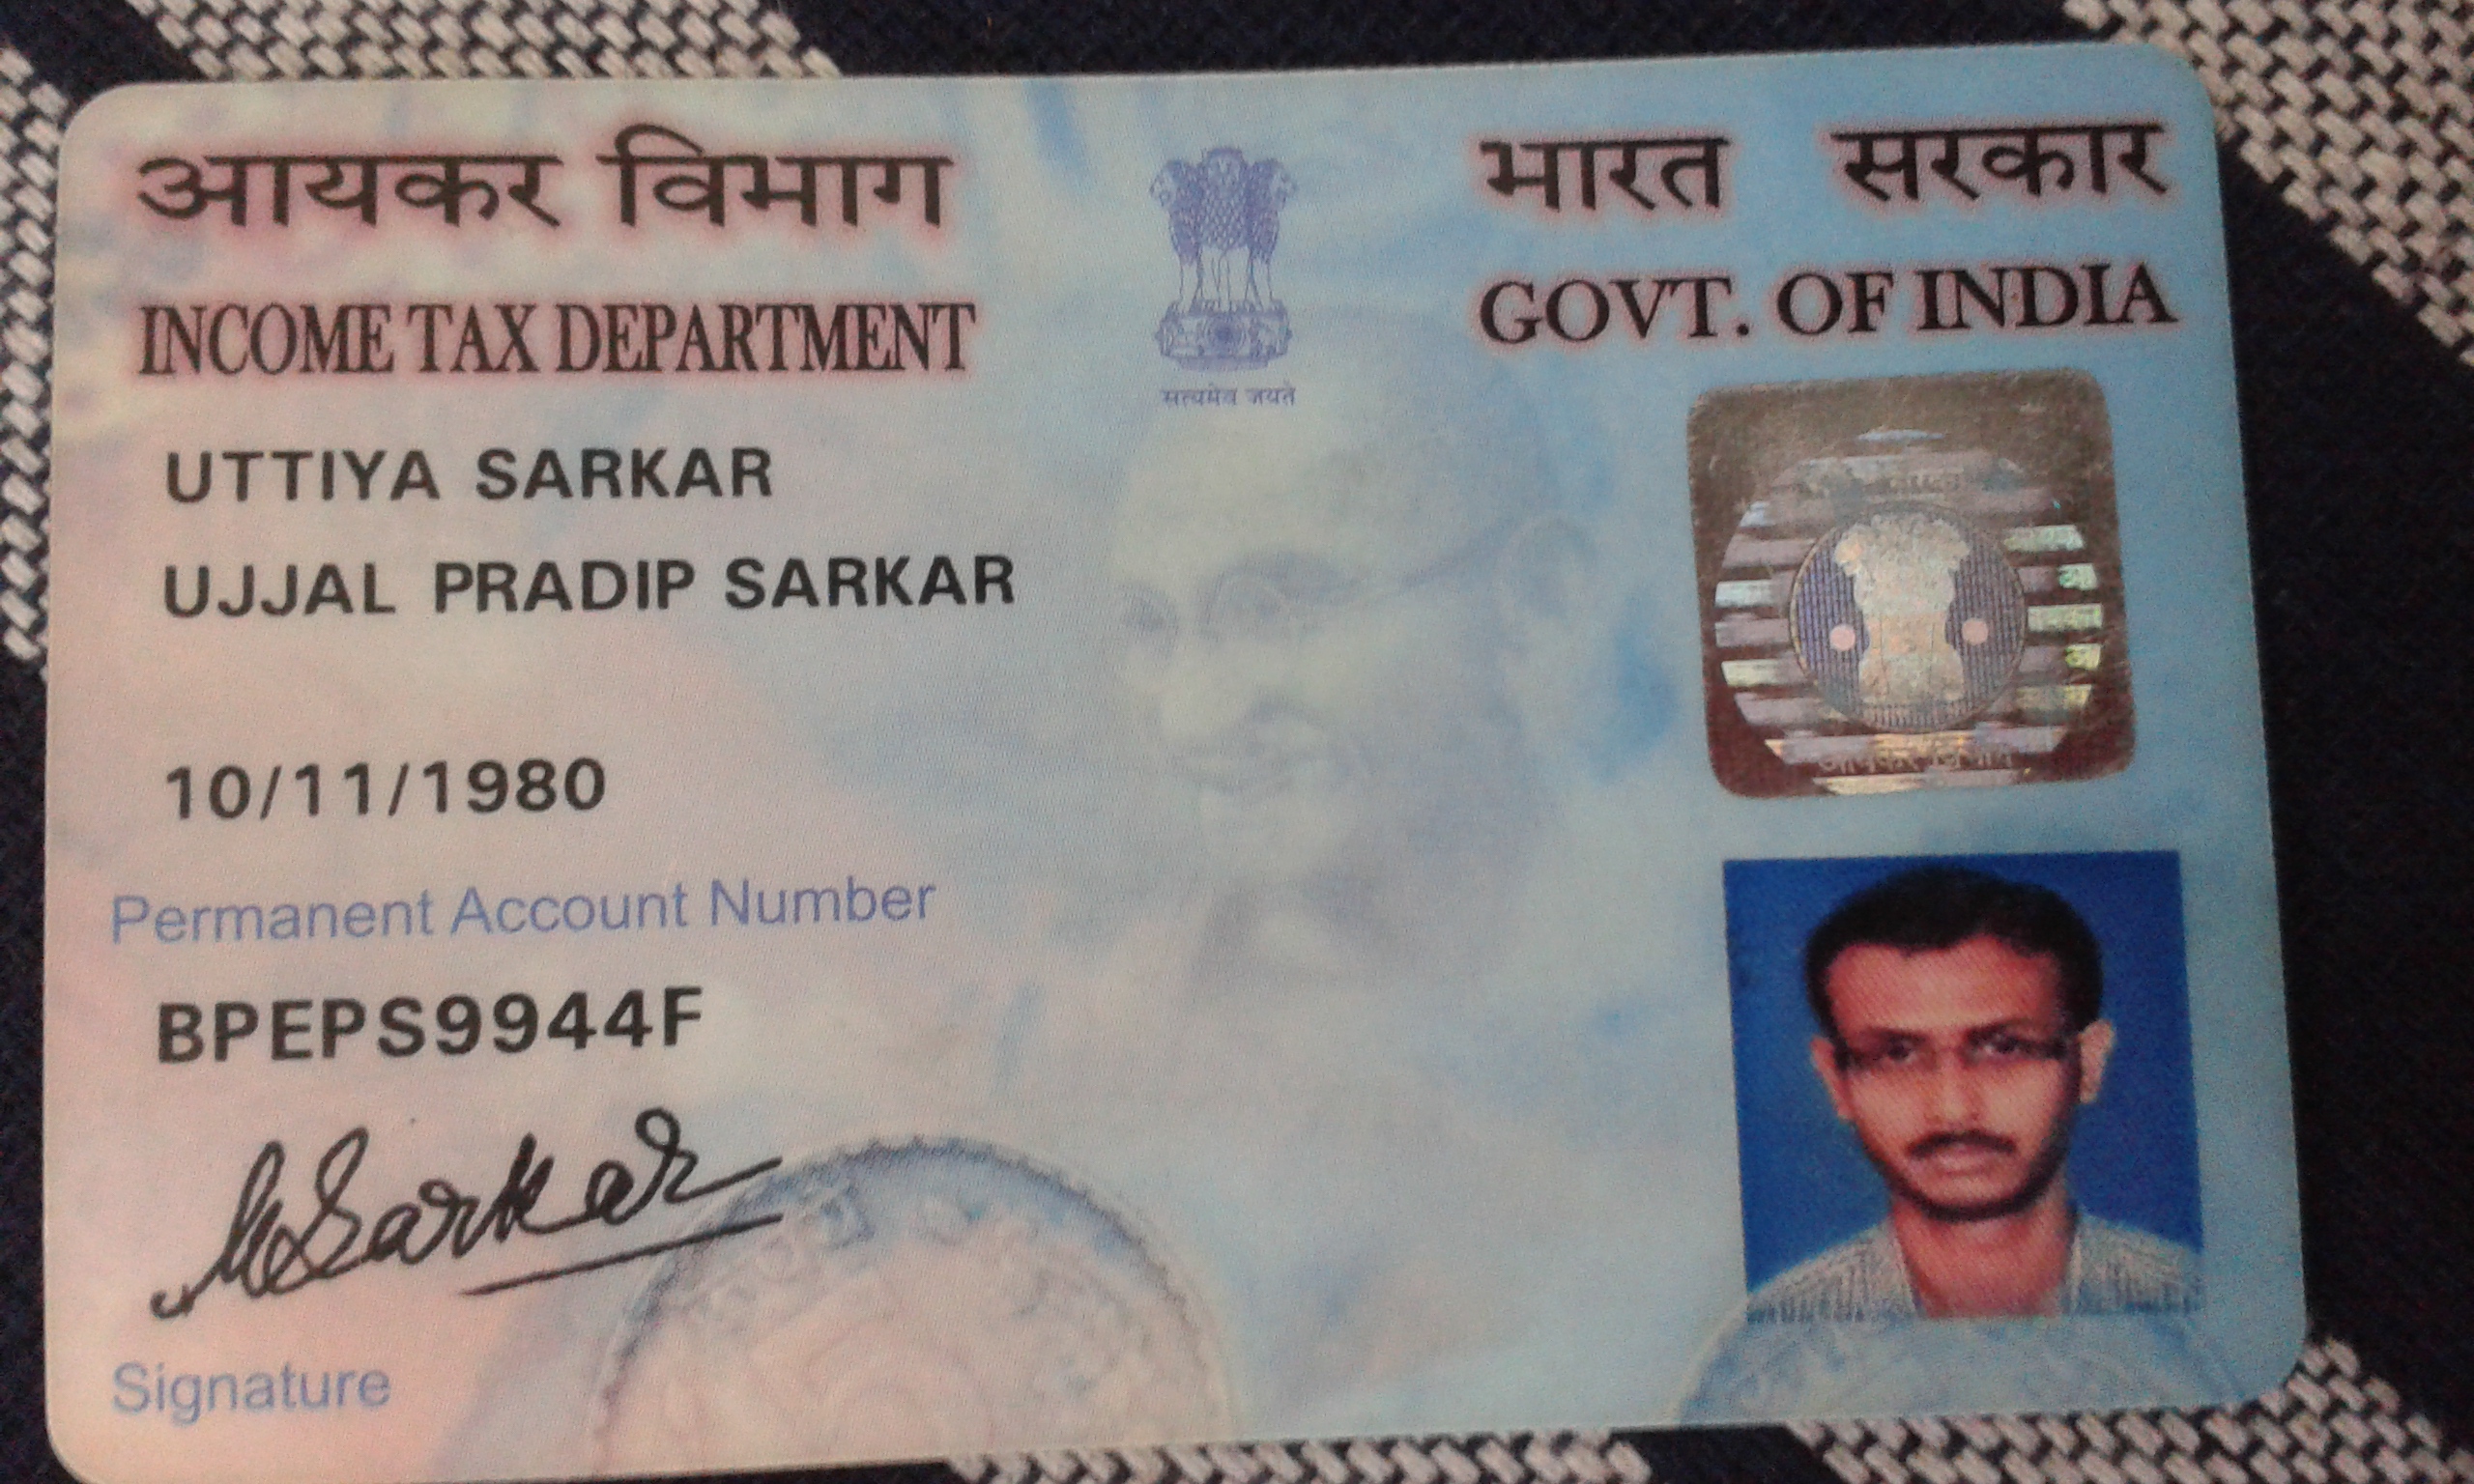 आयकर विभाग
INCOME TAX DEPARTMENT
सत्यमेव जयते
भारत सरकार
GOVT. OF INDIA
UTTIYA SARKAR
UJJAL PRADIP SARKAR
10/11/1980
Permanent Account Number
BPEPS9944F
आयकर विभाग
USarkar
Signature